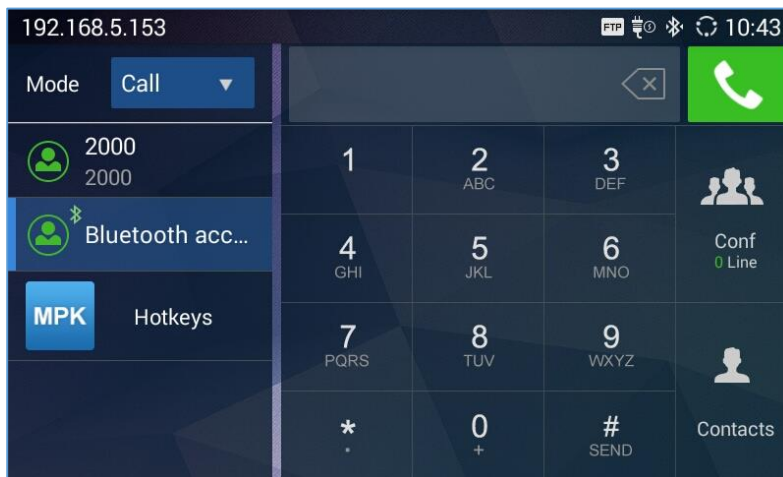 192.168.5.153
FTP 10:43
Mode Call
2000
2000
Bluetooth acc...
MPK Hotkeys
1
2
ABC
3
DEF
4
GHI
5
JKL
6
MNO
7
PQRS
8
TUV
9
WXYZ
*
.
0
+
#
SEND
Conf
0 Line
Contacts